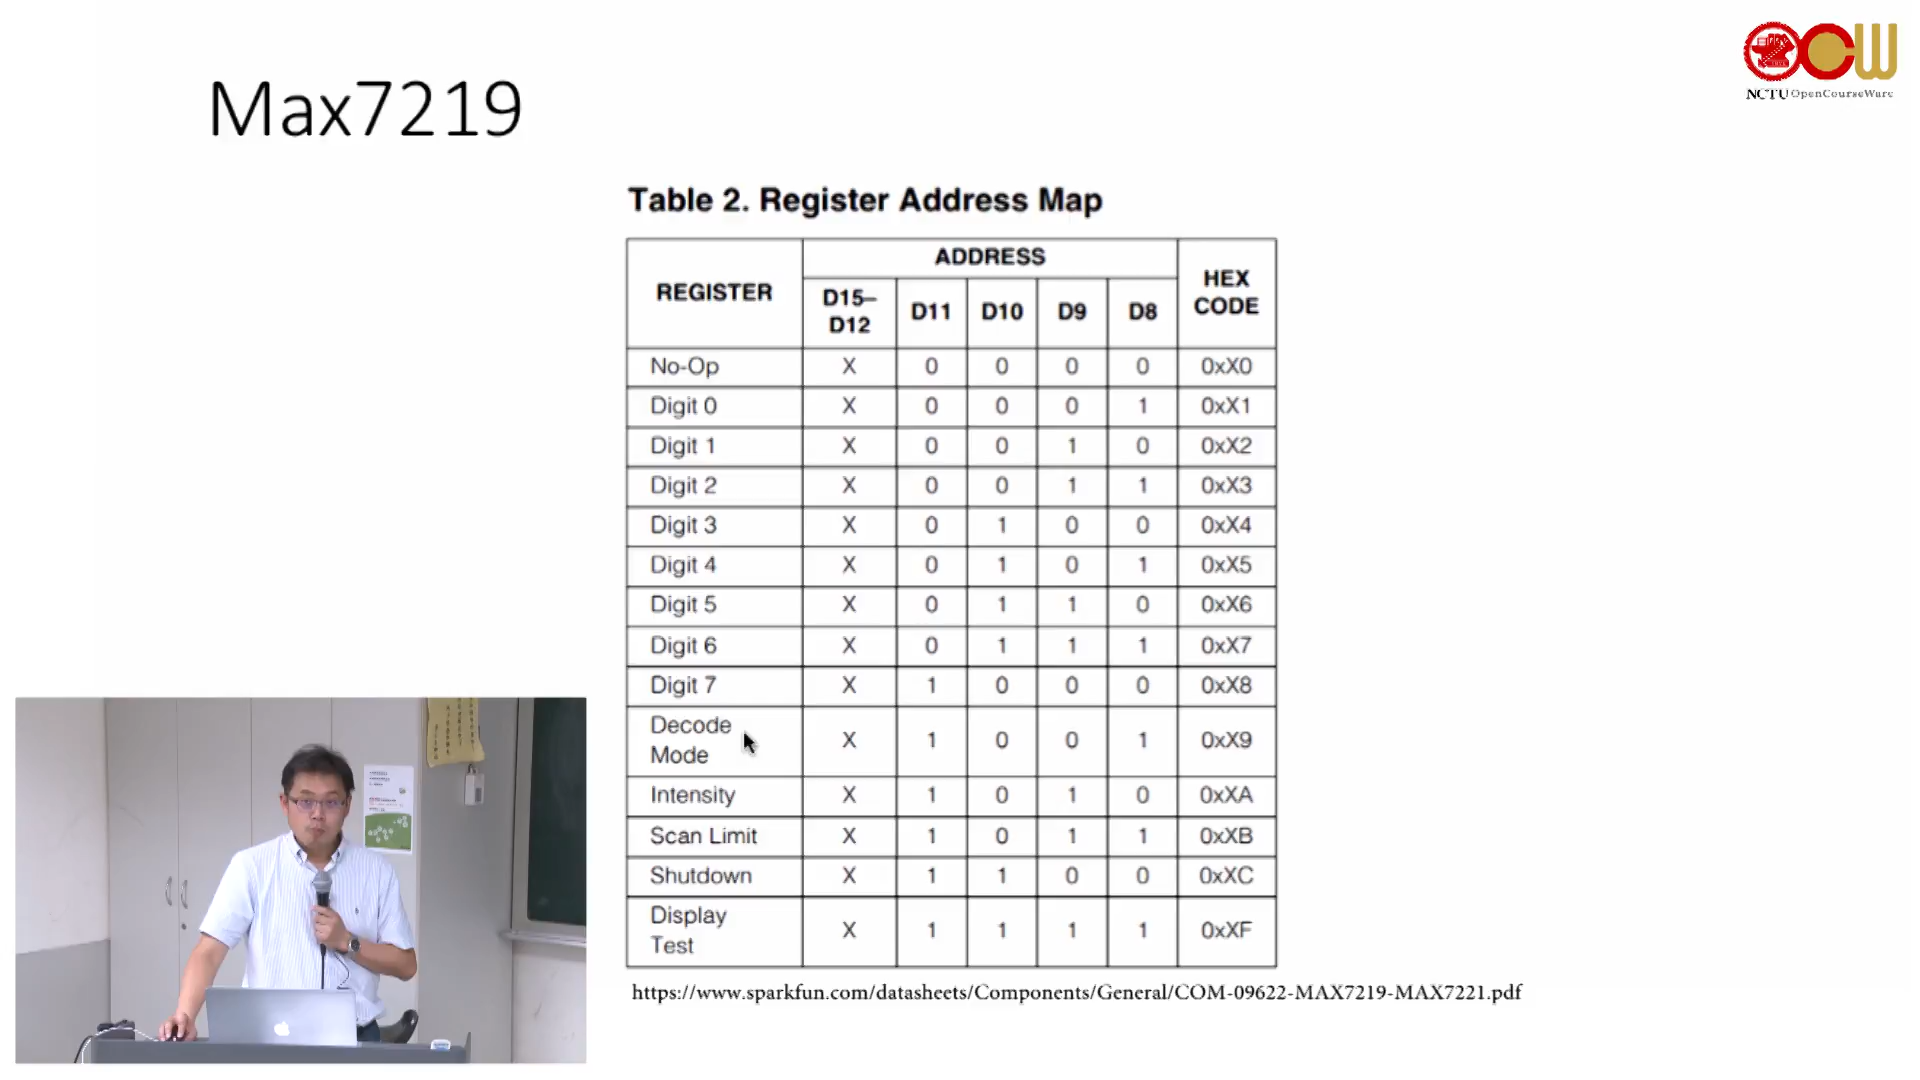 NCTU OpenCourseWare
Max7219
Table 2. Register Address Map
REGISTER ADDRESS HEX CODE
D15–D12 D11 D10 D9 D8
No-Op X 0 0 0 0 0xX0
Digit 0 X 0 0 0 1 0xX1
Digit 1 X 0 0 1 0 0xX2
Digit 2 X 0 0 1 1 0xX3
Digit 3 X 0 1 0 0 0xX4
Digit 4 X 0 1 0 1 0xX5
Digit 5 X 0 1 1 0 0xX6
Digit 6 X 0 1 1 1 0xX7
Digit 7 X 1 0 0 0 0xX8
Decode Mode X 1 0 0 1 0xX9
Intensity X 1 0 1 0 0xXA
Scan Limit X 1 0 1 1 0xXB
Shutdown X 1 1 0 0 0xXC
Display Test X 1 1 1 1 0xXF
https://www.sparkfun.com/datasheets/Components/General/COM-09622-MAX7219-MAX7221.pdf